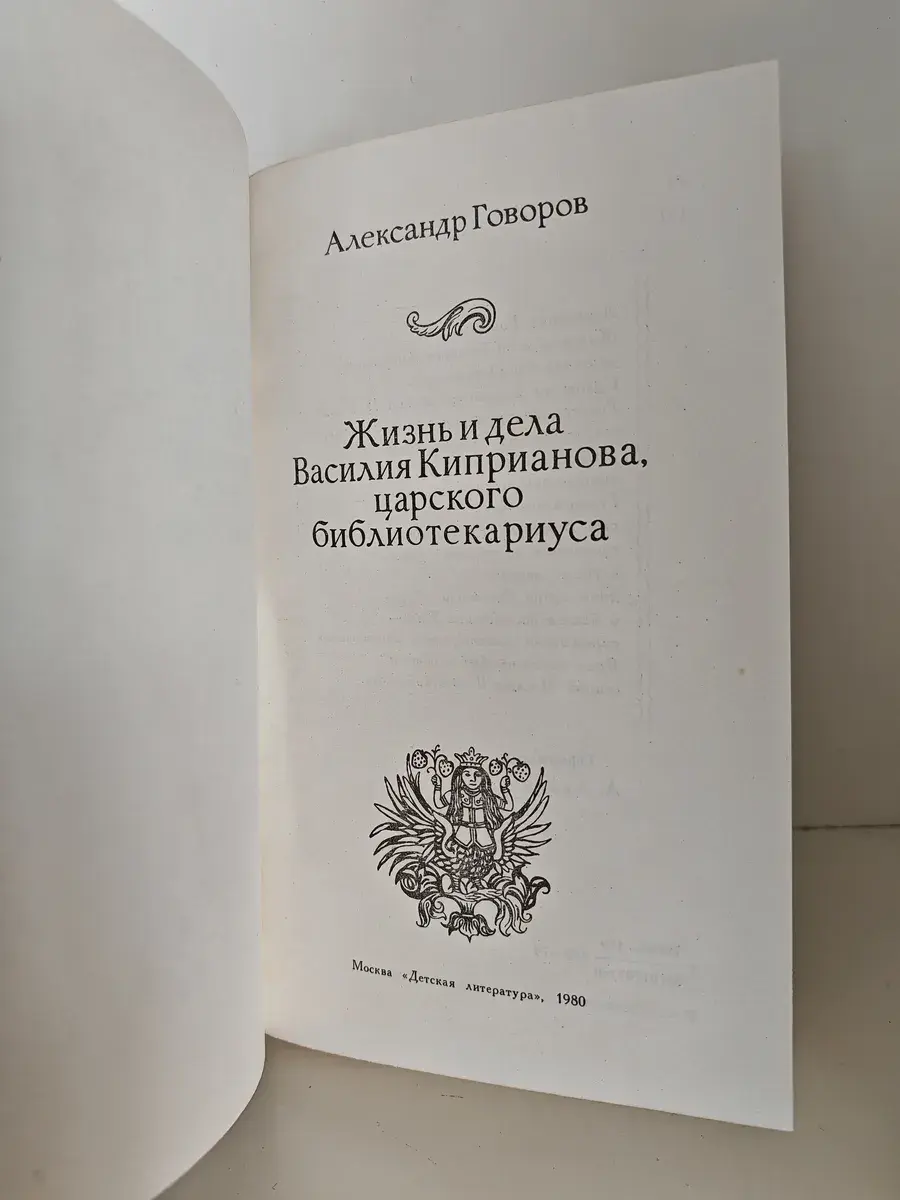 Александр Говоров
Жизнь и дела
Василия Киприанова,
царского
библиотекариуса
Москва «Детская литература», 1980